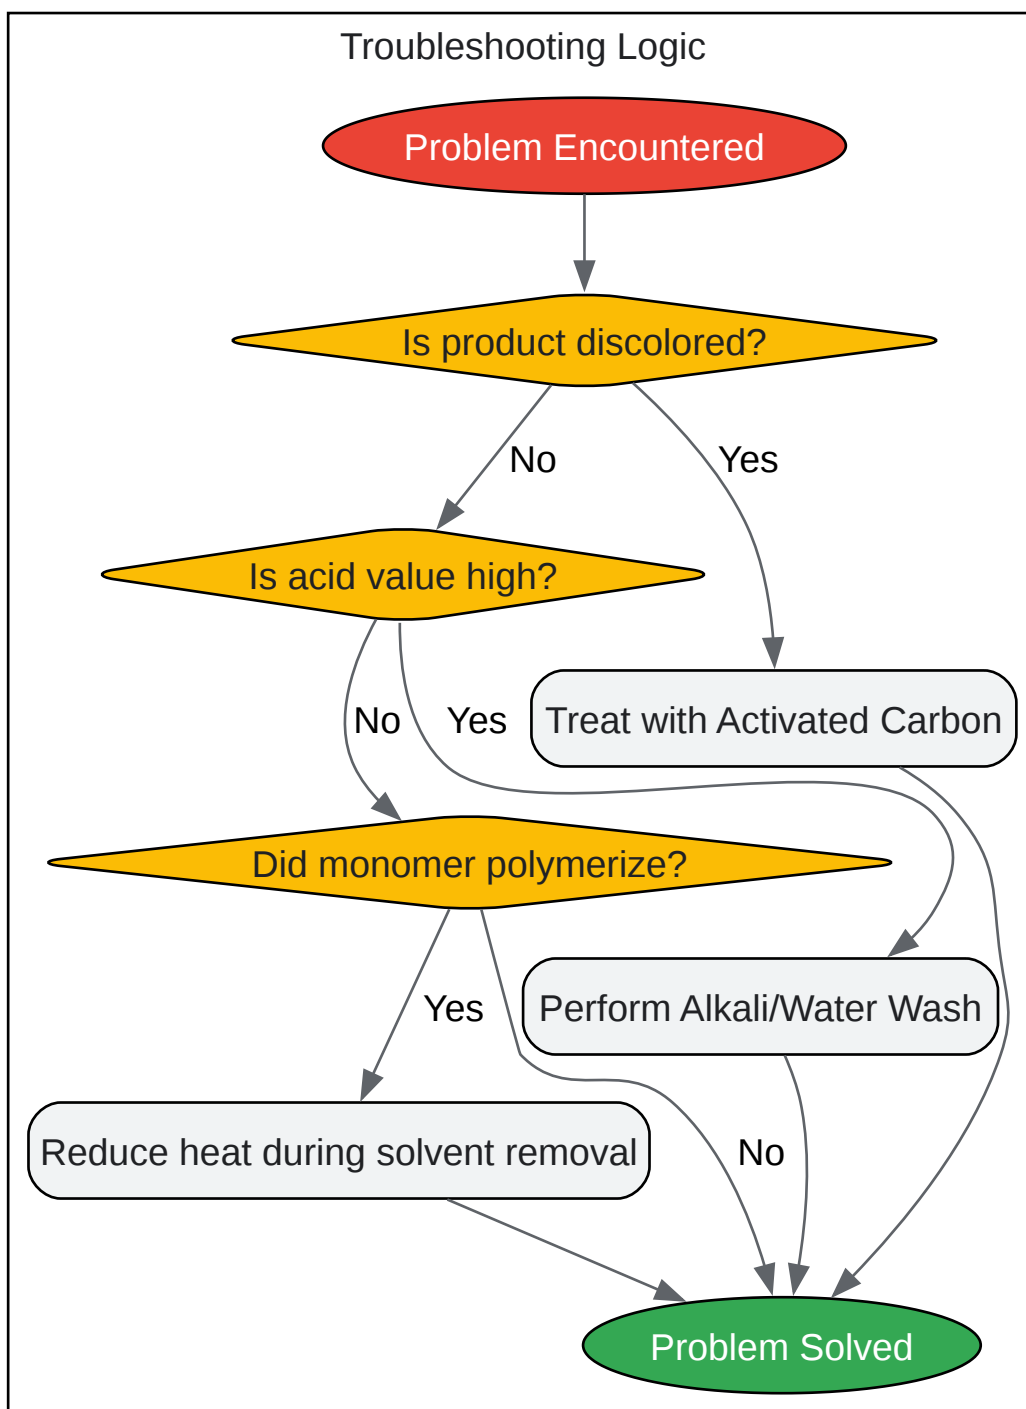 Troubleshooting Logic
Problem Encountered
Is product discolored?
No
Yes
Is acid value high?
No
Yes
Treat with Activated Carbon
Did monomer polymerize?
Yes
Perform Alkali/Water Wash
Reduce heat during solvent removal
No
Problem Solved